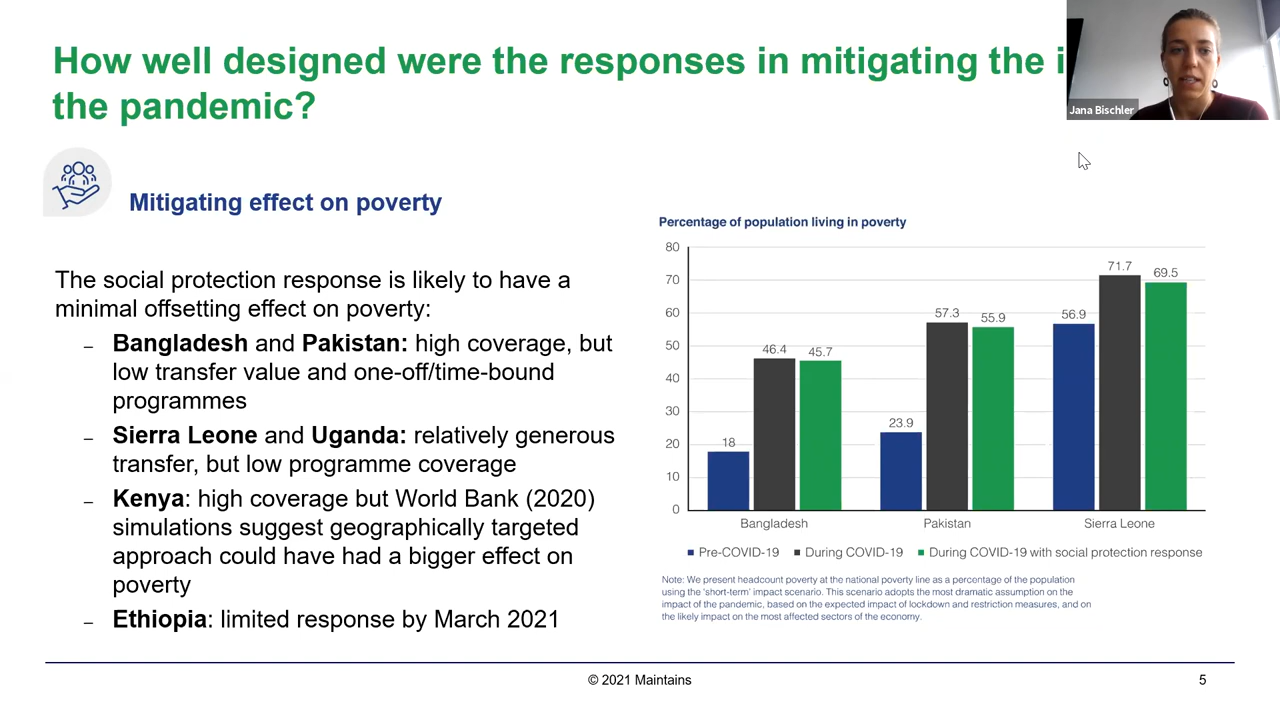 How well designed were the responses in mitigating the i
the pandemic?
Jana Bischler
Mitigating effect on poverty
The social protection response is likely to have a
minimal offsetting effect on poverty:
– Bangladesh and Pakistan: high coverage, but
low transfer value and one-off/time-bound
programmes
– Sierra Leone and Uganda: relatively generous
transfer, but low programme coverage
– Kenya: high coverage but World Bank (2020)
simulations suggest geographically targeted
approach could have had a bigger effect on
poverty
– Ethiopia: limited response by March 2021
Percentage of population living in poverty
80
70
60
50
40
30
20
10
0
18
46.4
45.7
23.9
57.3
55.9
56.9
71.7
69.5
Bangladesh
Pakistan
Sierra Leone
Pre-COVID-19
During COVID-19
During COVID-19 with social protection response
Note: We present headcount poverty at the national poverty line as a percentage of the population
using the 'short-term' impact scenario. This scenario adopts the most dramatic assumption on the
impact of the pandemic, based on the expected impact of lockdown and restriction measures, and on
the likely impact on the most affected sectors of the economy.
© 2021 Maintains
5